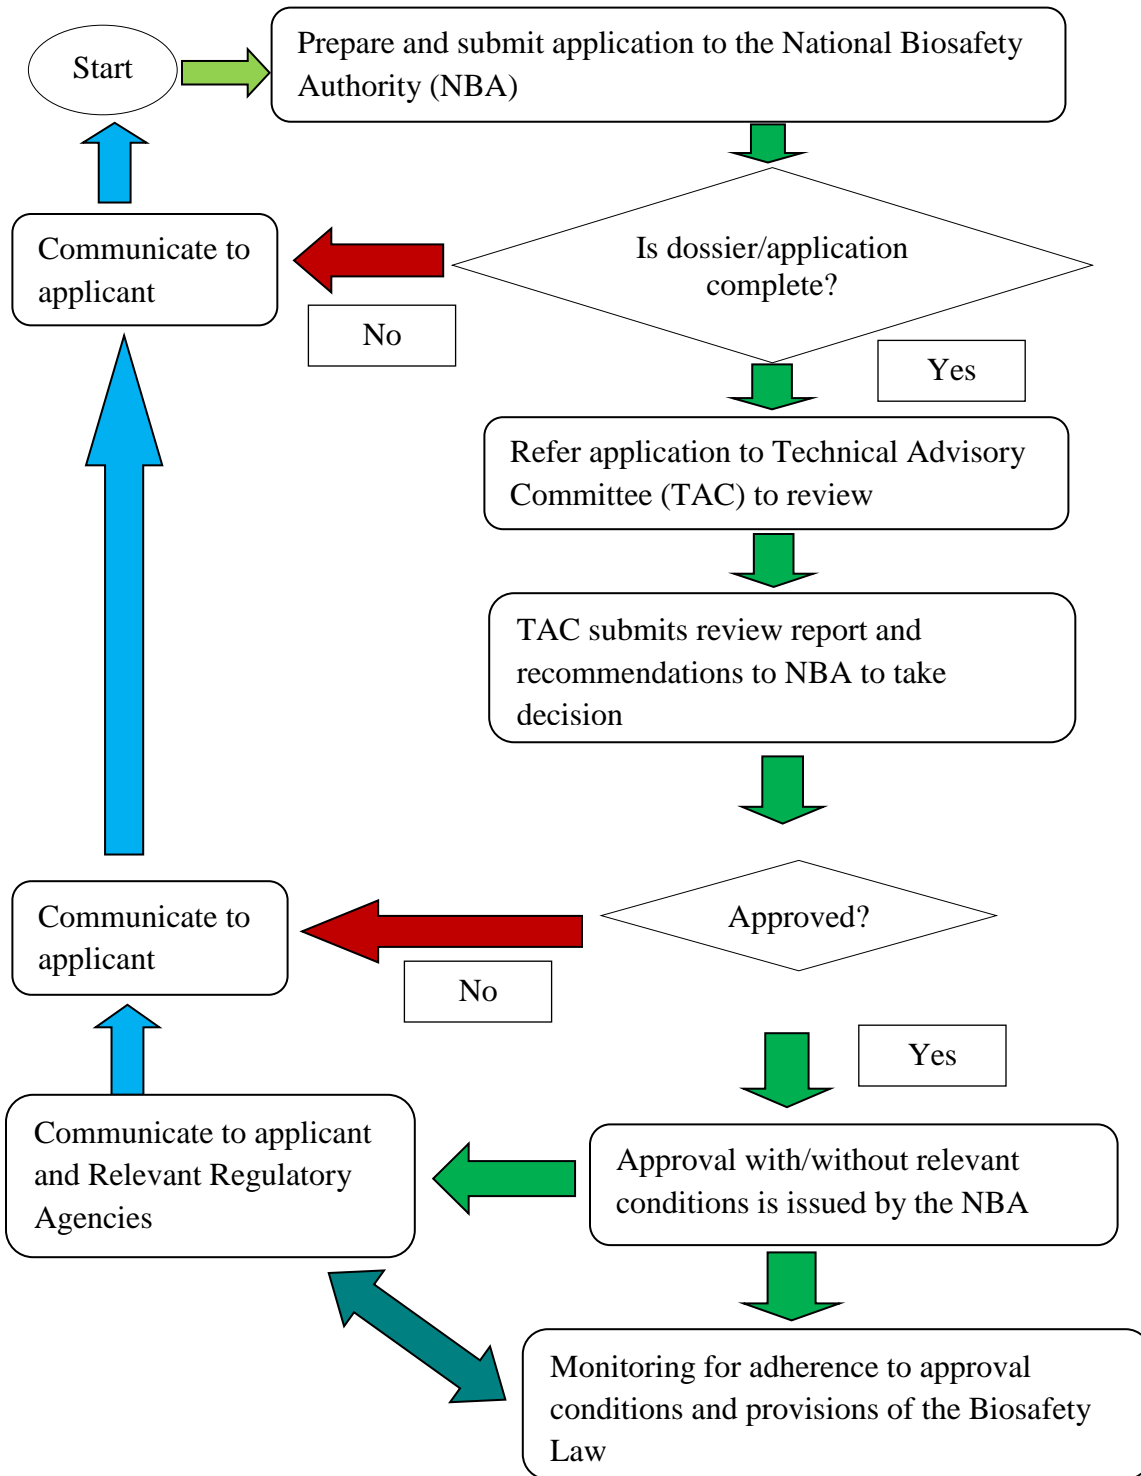 Start
Prepare and submit application to the National Biosafety
Authority (NBA)
Communicate to
applicant
Is dossier/application
complete?
No
Yes
Refer application to Technical Advisory
Committee (TAC) to review
TAC submits review report and
recommendations to NBA to take
decision
Communicate to
applicant
Approved?
No
Yes
Communicate to applicant
and Relevant Regulatory
Agencies
Approval with/without relevant
conditions is issued by the NBA
Monitoring for adherence to approval
conditions and provisions of the Biosafety
Law